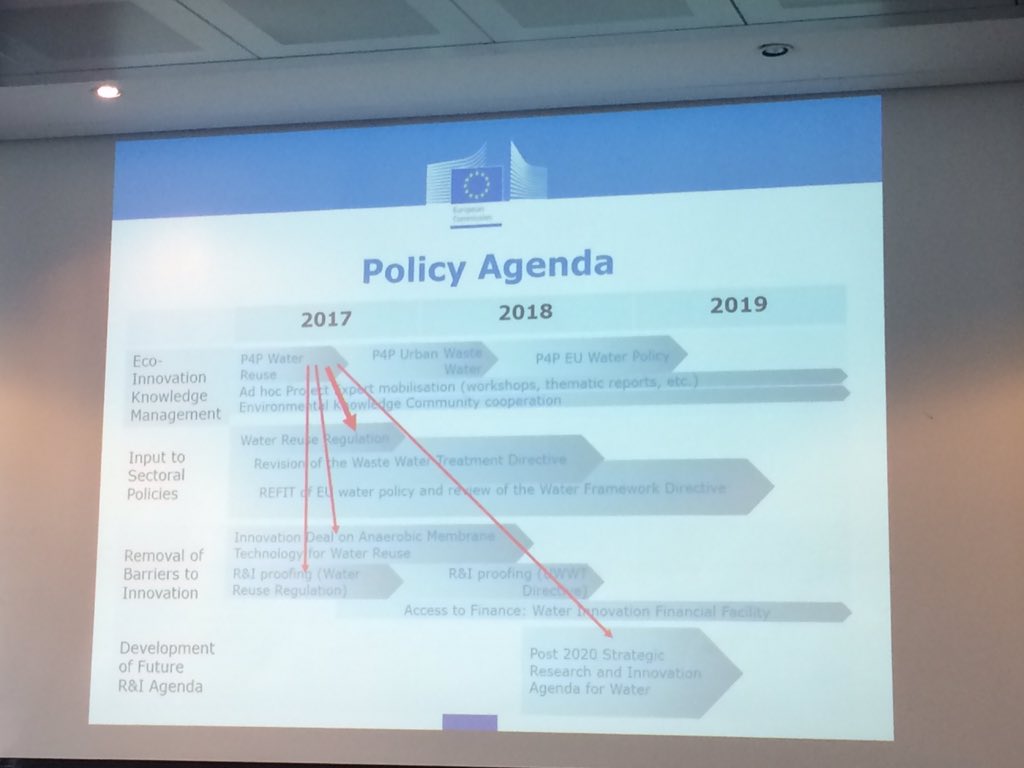 European
Commission
Policy Agenda
2017
2018
2019
Eco-
Innovation
Knowledge
Management
P4P Water
Reuse
P4P Urban Waste
Water
P4P EU Water Policy
Ad hoc Project Expert mobilisation (workshops, thematic reports, etc.)
Environmental Knowledge Community cooperation
Input to
Sectoral
Policies
Water Reuse Regulation
Revision of the Waste Water Treatment Directive
REFIT of EU water policy and review of the Water Framework Directive
Removal of
Barriers to
Innovation
Innovation Deal on Anaerobic Membrane
Technology for Water Reuse
R&I proofing (Water
Reuse Regulation)
R&I proofing (UWWT
Directive)
Access to Finance: Water Innovation Financial Facility
Development
of Future
R&I Agenda
Post 2020 Strategic
Research and Innovation
Agenda for Water